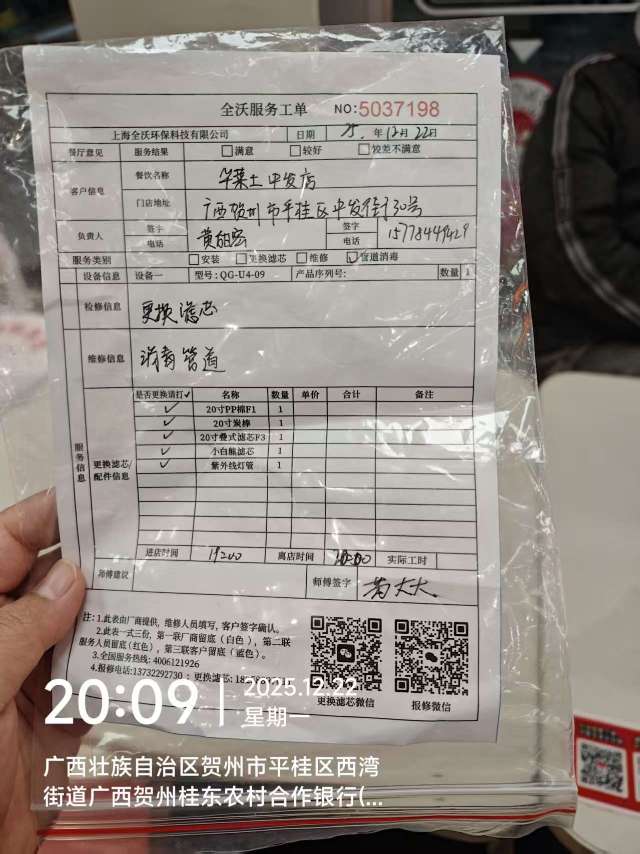 全沃服务工单 NO:5037198
上海全沃环保科技有限公司 日期 25. 年12月22日
餐厅意见 服务结果 满意 较好 较差不满意
客户信息 餐饮名称 华莱士中发店
门店地址 广西贺州市平桂区中发街30号
负责人 签字 电话 签字 电话
服务类别 安装 更换滤芯 维修 管道消毒
设备信息 设备一 型号:QG-U4-09 产品序列号: 数量 1
检修信息 更换滤芯
维修信息 消毒管道
服务信息
更换滤芯/配件信息
是否更换请打✓ 名称 数量 单价 合计 备注
✓ 20寸PP棉F1 1
✓ 20寸炭棒 1
✓ 20寸叠式滤芯F3 1
✓ 小白熊滤芯 1
✓ 紫外线灯管 1
进店时间 19:00 离店时间 20:00 实际工时
师傅建议 师傅签字
注:1.此表由厂商提供,维修人员填写,客户签字确认。
2.此表一式三份,第一联厂商留底(白色),第二联
服务人员留底(红色),第三联客户留底(蓝色)。
3.全国服务热线:4006121926
4.报修电话:13732292730 ;更换滤芯:
更换滤芯微信 报修微信
20:09 2025.12.22
星期一
广西壮族自治区贺州市平桂区西湾
街道广西贺州桂东农村合作银行(...